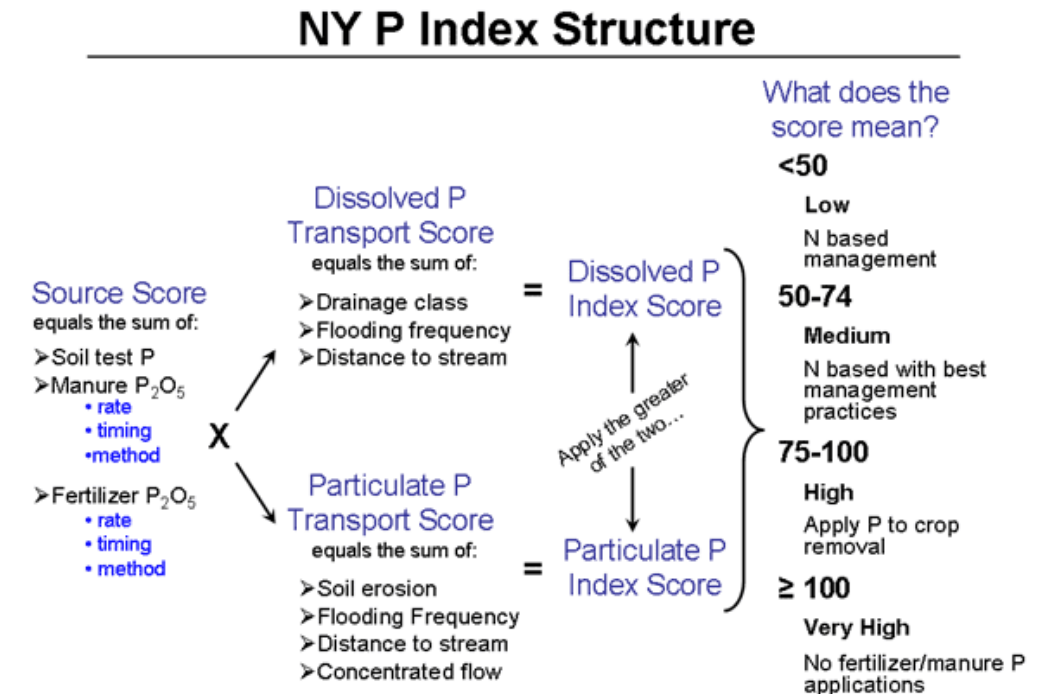 NY P Index Structure
Source Score
equals the sum of:
➢Soil test P
➢Manure P₂O₅
• rate
• timing
•method
➢Fertilizer P₂O₅
• rate
• timing
• method
X
Dissolved P
Transport Score
equals the sum of:
➢Drainage class
➢Flooding frequency
➢Distance to stream
=
Dissolved P
Index Score
Apply the greater
of the two...
Particulate P
Transport Score
equals the sum of:
➢Soil erosion
➢Flooding Frequency
➢Distance to stream
➢Concentrated flow
=
Particulate P
Index Score
What does the
score mean?
<50
Low
N based
management
50-74
Medium
N based with best
management
practices
75-100
High
Apply P to crop
removal
≥ 100
Very High
No fertilizer/manure P
applications